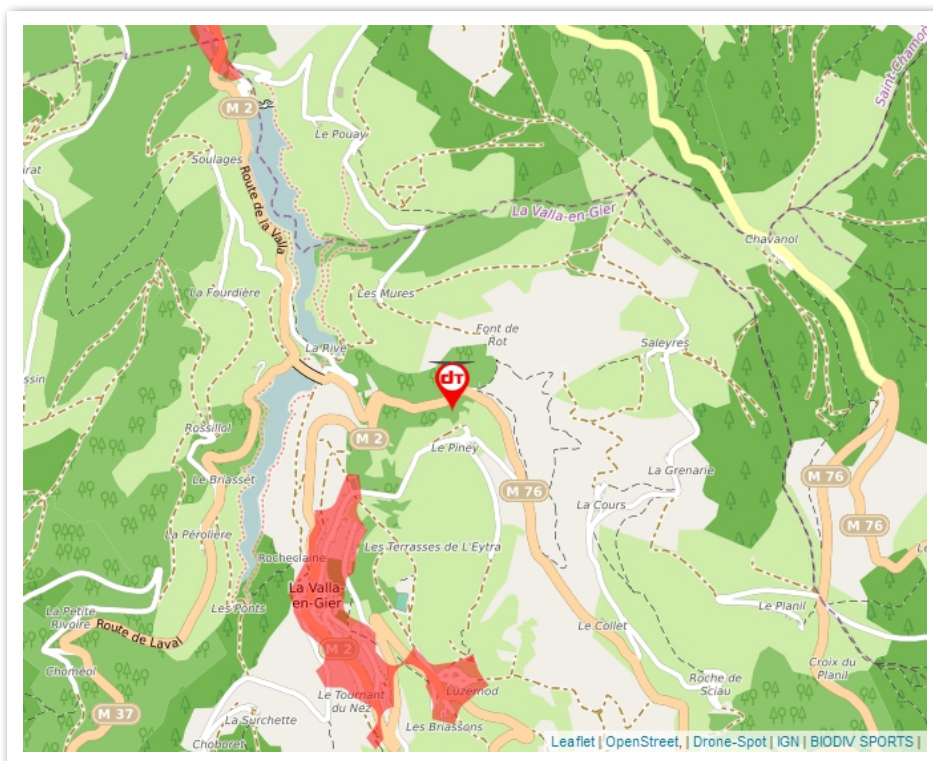 M 2
Le Pouay
Saint-Chamon
Soulages
rat
Route de la Valla
La Valla-en-Gier
Chavanol
La Fourdière
Les Mures
Font de
Rot
La Rive
Saleyres
ssin
dT
Rossillol
M 2
Le Piney
La Grenarie
M 76
Le Briasset
M 76
La Cours
M 76
La Pérolière
Les Terrasses de L'Eytra
Rocheclaine
La Valla-
en-Gier
Les Ponts
La Petite
Rivoire
Le Planil
Route de Laval
Le Collet
M 2
Chomeol
Croix du
Planil
Roche de
Sciau
Luzernod
Le Tournant
du Nez
M 37
La Surchette
Les Briassons
Choboret
Leaflet | OpenStreet, | Drone-Spot | IGN | BIODIV SPORTS |